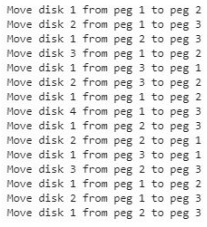 Move disk 1 from peg 1 to peg 2
Move disk 2 from peg 1 to peg 3
Move disk 1 from peg 2 to peg 3
Move disk 3 from peg 1 to peg 2
Move disk 1 from peg 3 to peg 1
Move disk 2 from peg 3 to peg 2
Move disk 1 from peg 1 to peg 2
Move disk 4 from peg 1 to peg 3
Move disk 1 from peg 2 to peg 3
Move disk 2 from peg 2 to peg 1
Move disk 1 from peg 3 to peg 1
Move disk 3 from peg 2 to peg 3
Move disk 1 from peg 1 to peg 2
Move disk 2 from peg 1 to peg 3
Move disk 1 from peg 2 to peg 3